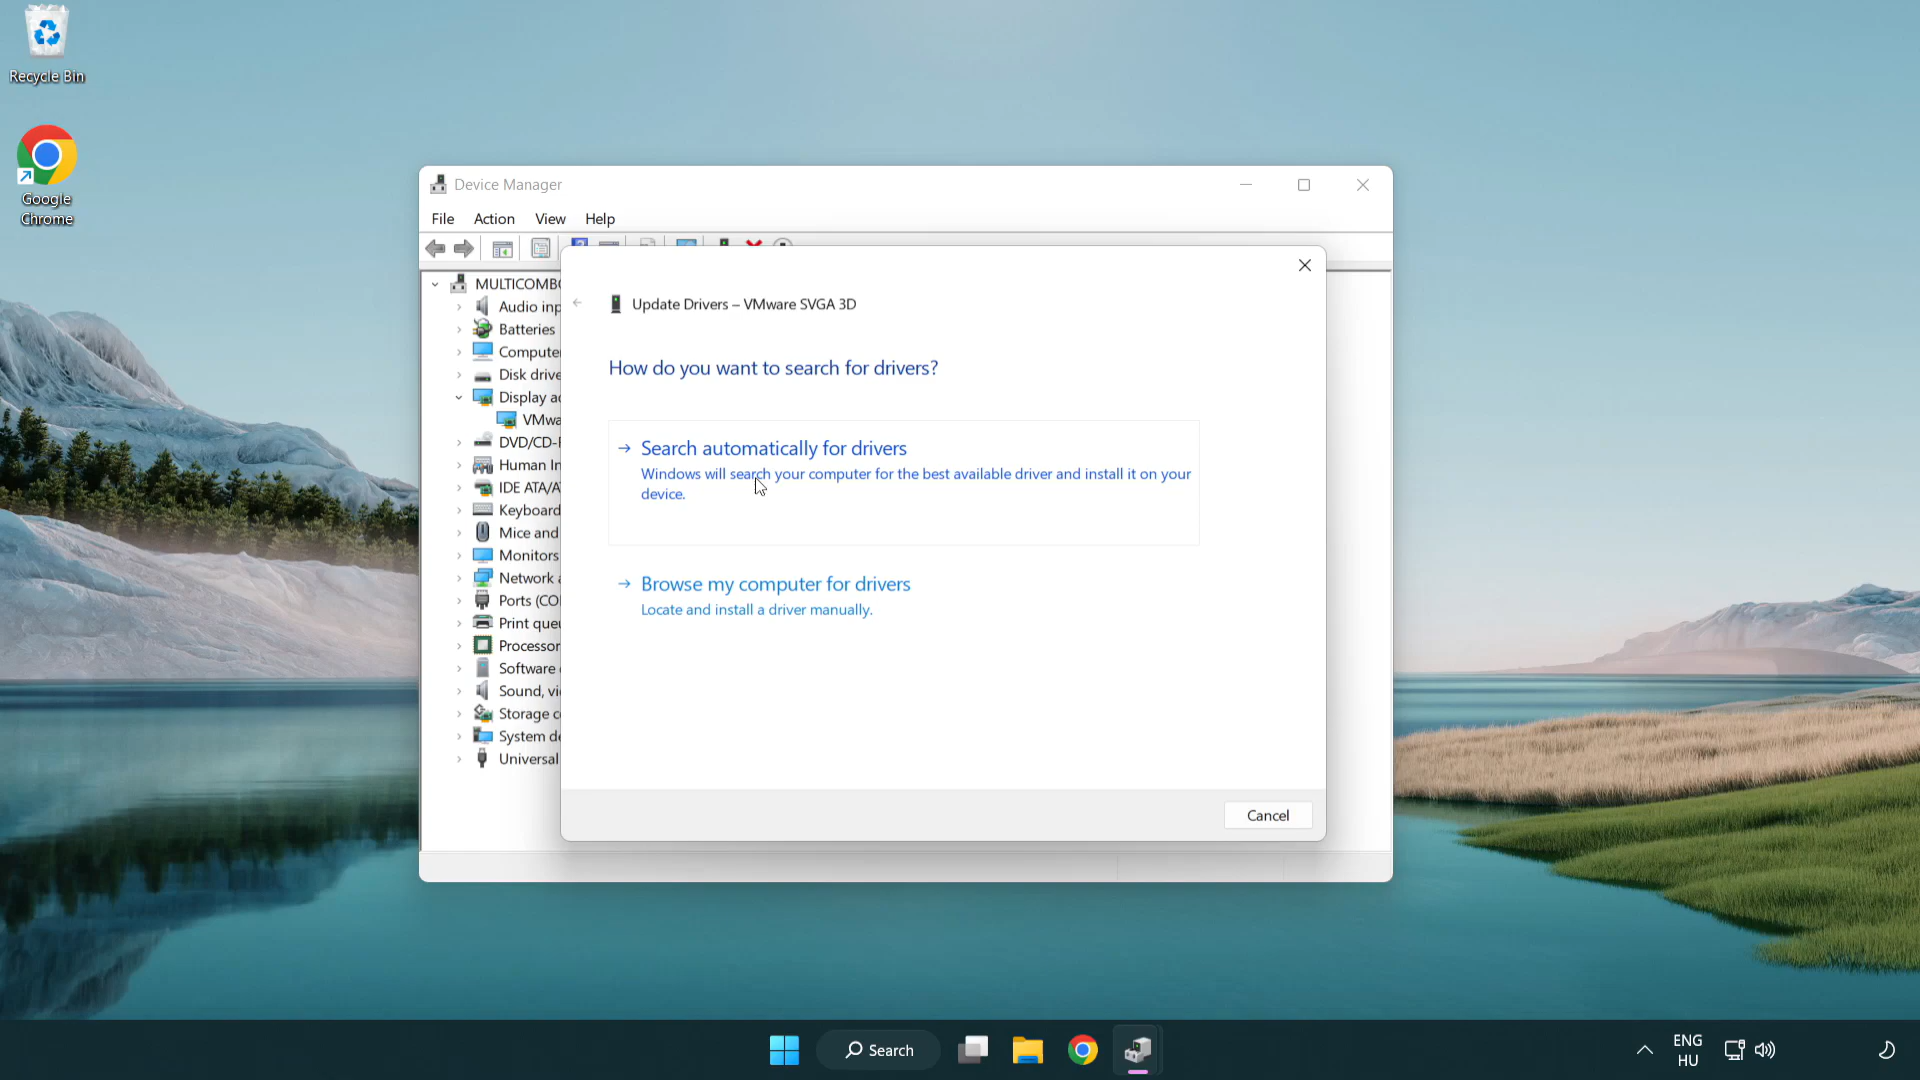 Recycle Bin
Google
Chrome
Device Manager
File Action View Help
MULTICOMB
Audio inp
Batteries
Compute
Disk drive
Display a
VMwa
DVD/CD-
Human In
IDE ATA/A
Keyboard
Mice and
Monitors
Network a
Ports (CO
Print que
Processor
Software
Sound, vi
Storage c
System de
Universal
Update Drivers – VMware SVGA 3D
How do you want to search for drivers?
Search automatically for drivers
Windows will search your computer for the best available driver and install it on your
device.
Browse my computer for drivers
Locate and install a driver manually.
Cancel
Search
ENG
HU